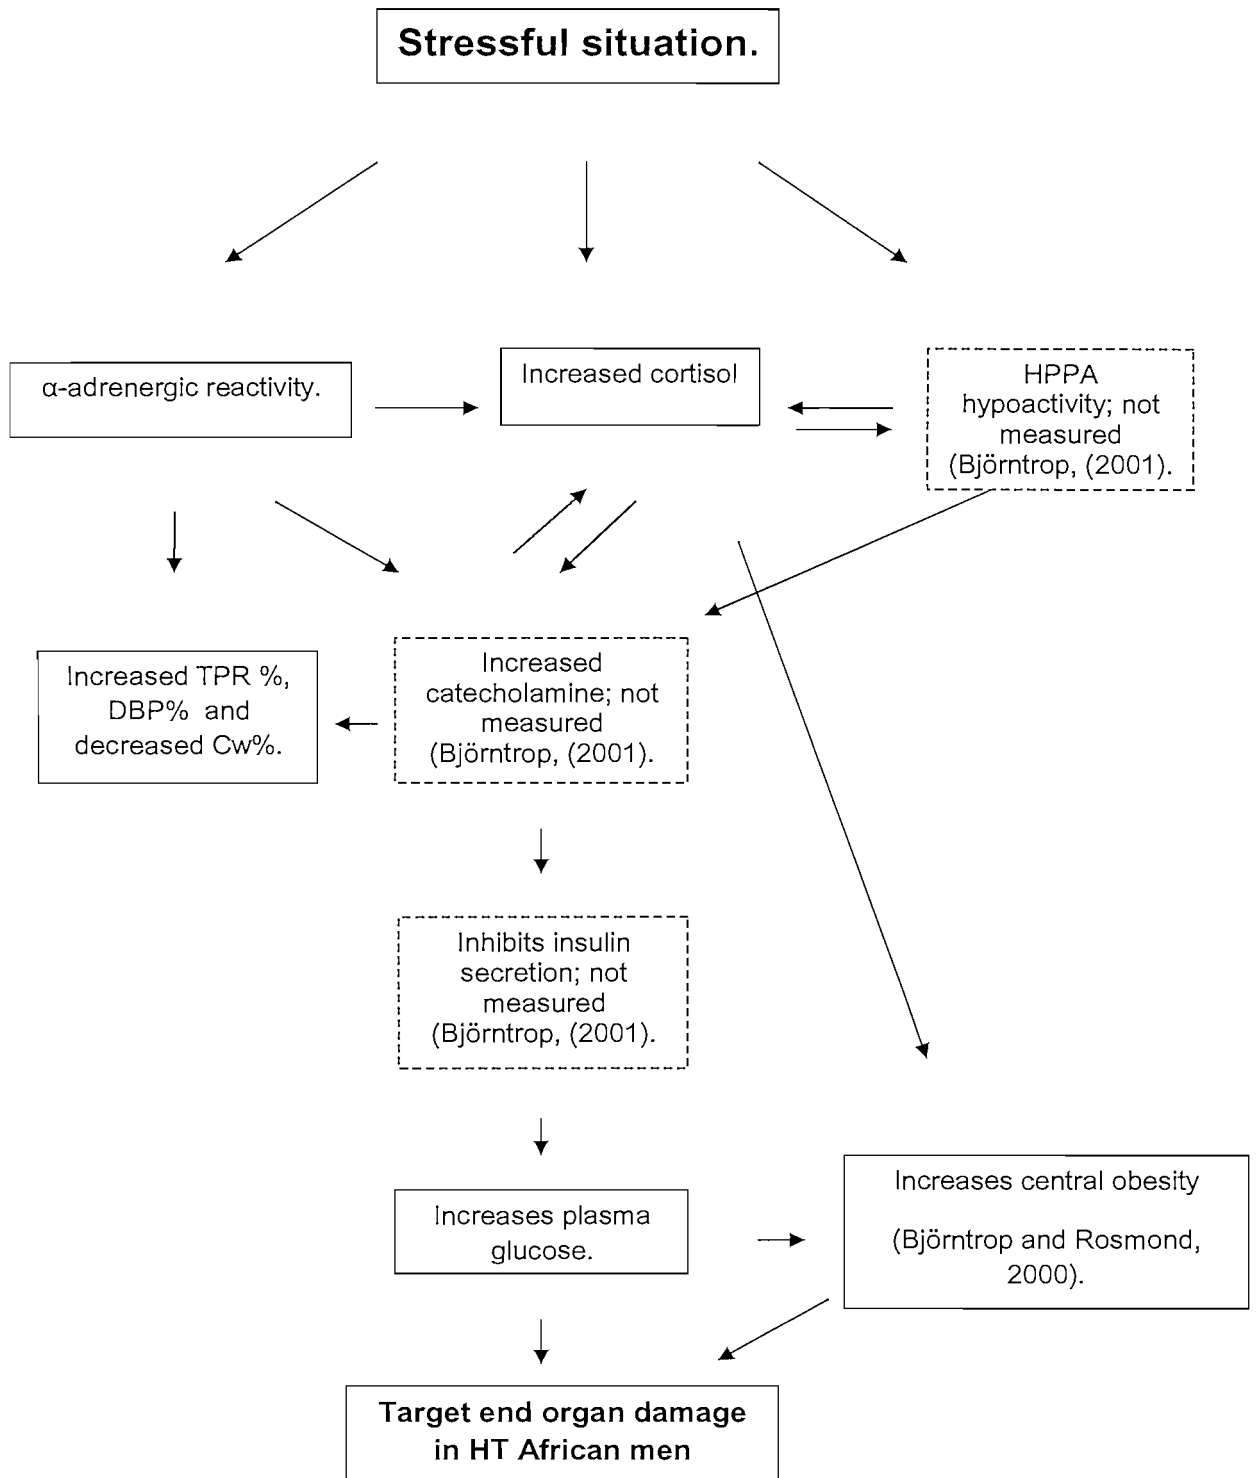 Stressful situation.
α-adrenergic reactivity.
Increased cortisol
HPPA
hypoactivity; not
measured
(Björntrop, (2001).
Increased TPR %,
DBP% and
decreased Cw%.
Increased
catecholamine; not
measured
(Björntrop, (2001).
Inhibits insulin
secretion; not
measured
(Björntrop, (2001).
Increases plasma
glucose.
Increases central obesity
(Björntrop and Rosmond,
2000).
Target end organ damage
in HT African men